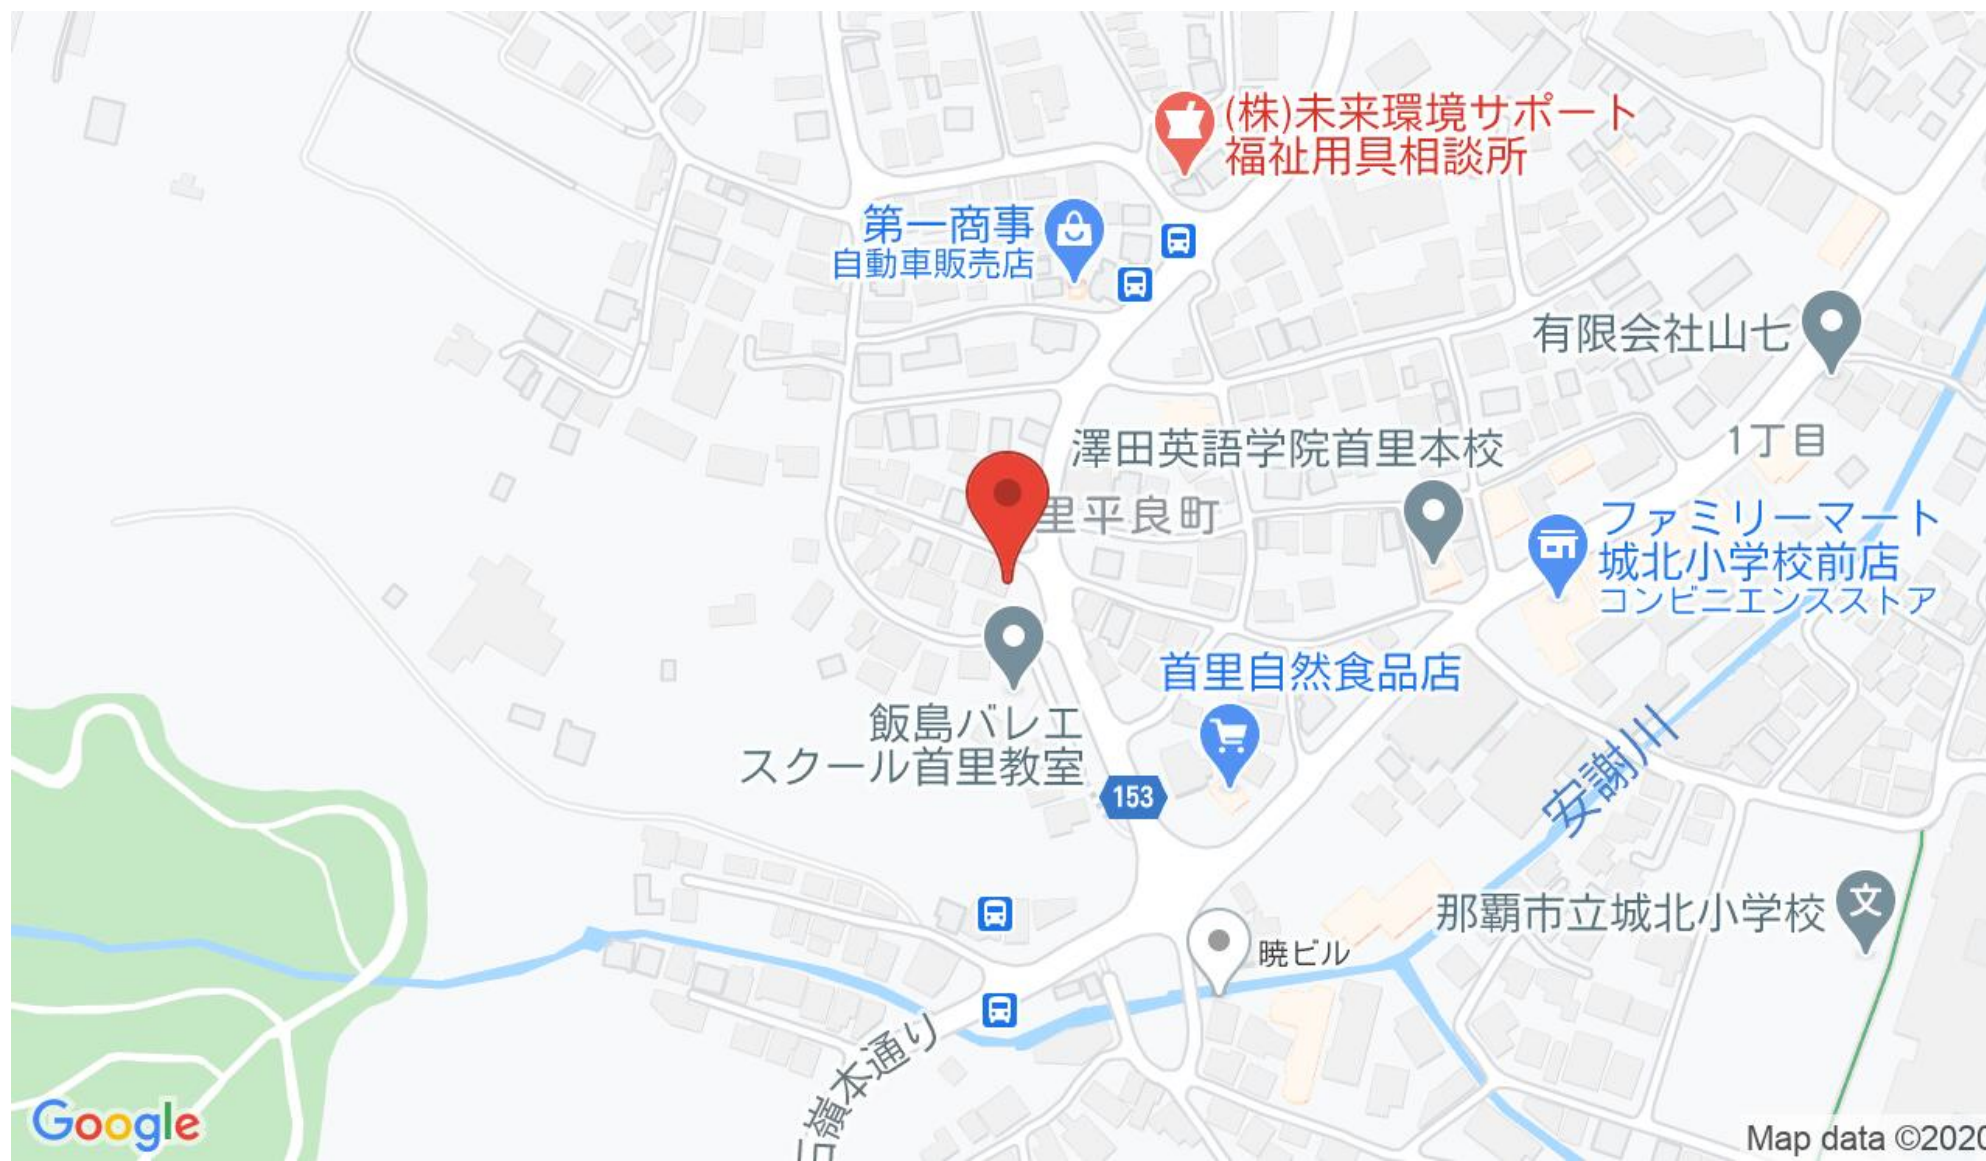 (株)未来環境サポート
福祉用具相談所
第一商事
自動車販売店
有限会社山七
1丁目
澤田英語学院首里本校
里平良町
ファミリーマート
城北小学校前店
コンビニエンスストア
首里自然食品店
飯島バレエ
スクール首里教室
153
安謝川
那覇市立城北小学校
文
暁ビル
石嶺本通り
Google
Map data ©2020